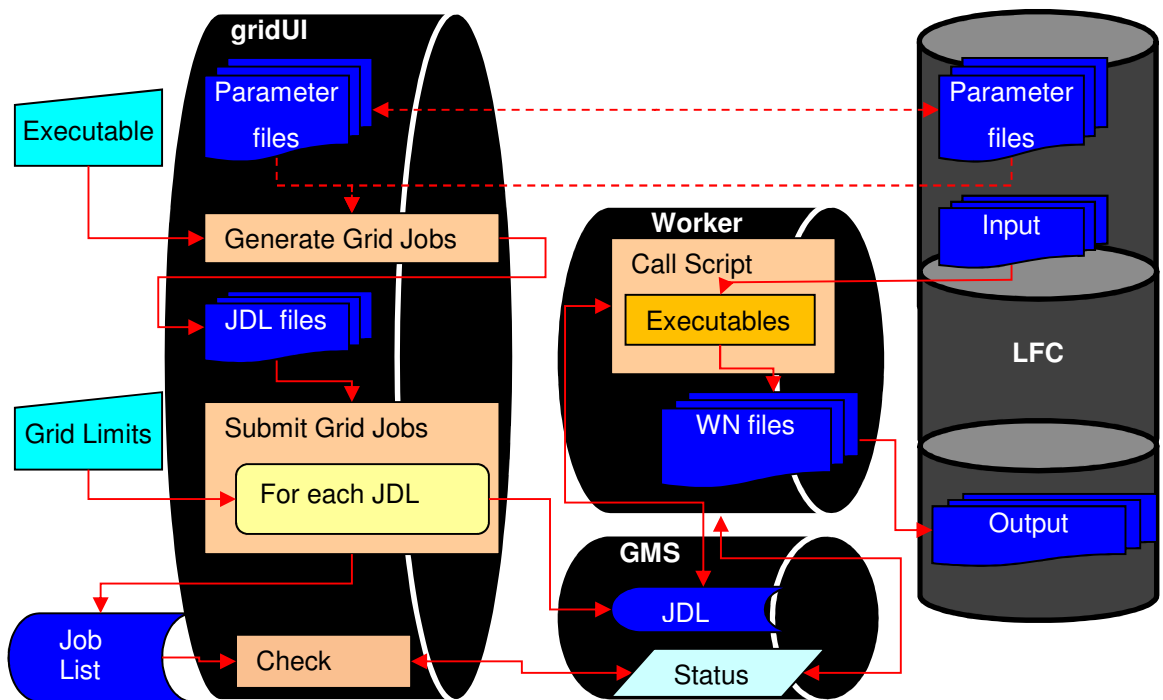 gridUI
Parameter
files
Executable
Generate Grid Jobs
JDL files
Grid Limits
Submit Grid Jobs
For each JDL
Job
List
Check
Worker
Call Script
Executables
WN files
GMS
JDL
Status
Parameter
files
Input
LFC
Output